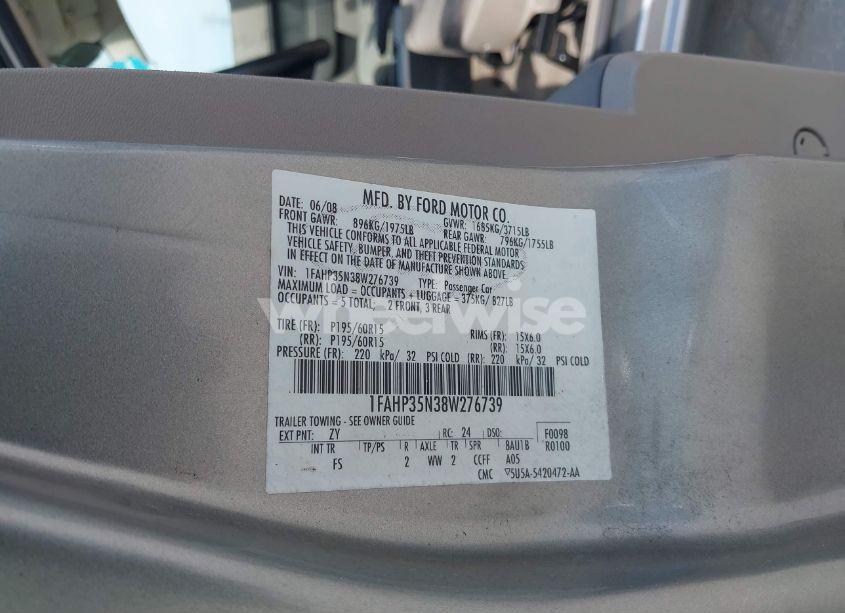 MFD. BY FORD MOTOR CO.
DATE: 06/08 GVWR: 1685KG/3715LB
FRONT GAWR: 896KG/1975LB REAR GAWR: 796KG/1755LB
THIS VEHICLE CONFORMS TO ALL APPLICABLE FEDERAL MOTOR
VEHICLE SAFETY, BUMPER, AND THEFT PREVENTION STANDARDS
IN EFFECT ON THE DATE OF MANUFACTURE SHOWN ABOVE.
VIN: 1FAHP35N38W276739 TYPE: Passenger Car
MAXIMUM LOAD = OCCUPANTS + LUGGAGE = 375KG/ 827LB
OCCUPANTS = 5 TOTAL; 2 FRONT, 3 REAR
wheelwise
TIRE (FR): P195/60R15 RIMS (FR): 15X6.0
(RR): P195/60R15 (RR): 15X6.0
PRESSURE (FR): 220 kPa/ 32 PSI COLD (RR): 220 kPa/ 32 PSI COLD
1FAHP35N38W276739
TRAILER TOWING - SEE OWNER GUIDE
EXT PNT: ZY RC: 24 DSO: F0098
INT TR TP/PS R AXLE TR SPR BAU1B R0100
FS 2 WW 2 CCFF A05
CMC 5U5A-5420472-AA